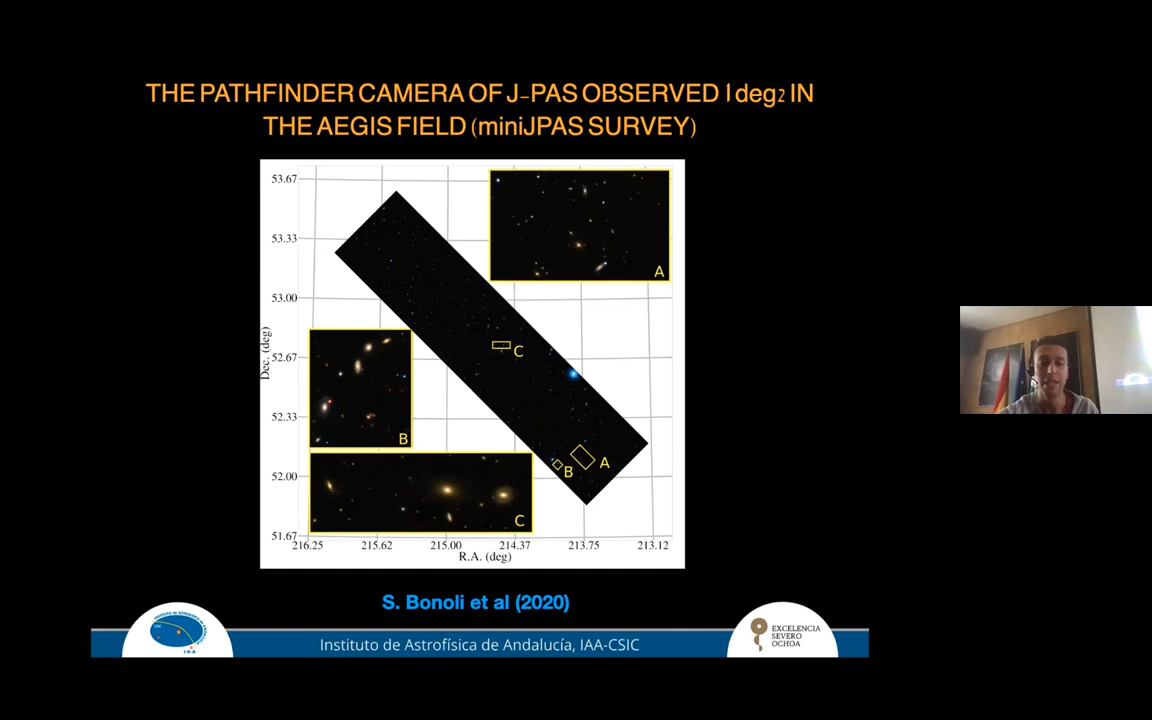 THE PATHFINDER CAMERA OF J-PAS OBSERVED 1deg2 IN
THE AEGIS FIELD (miniJPAS SURVEY)
53.67
53.33
53.00
52.67
52.33
52.00
51.67
Dec. (deg)
A
B
C
C
B
A
216.25 215.62 215.00 214.37 213.75 213.12
R.A. (deg)
S. Bonoli et al (2020)
Instituto de Astrofísica de Andalucía, IAA-CSIC
IAA
EXCELENCIA
SEVERO
OCHOA